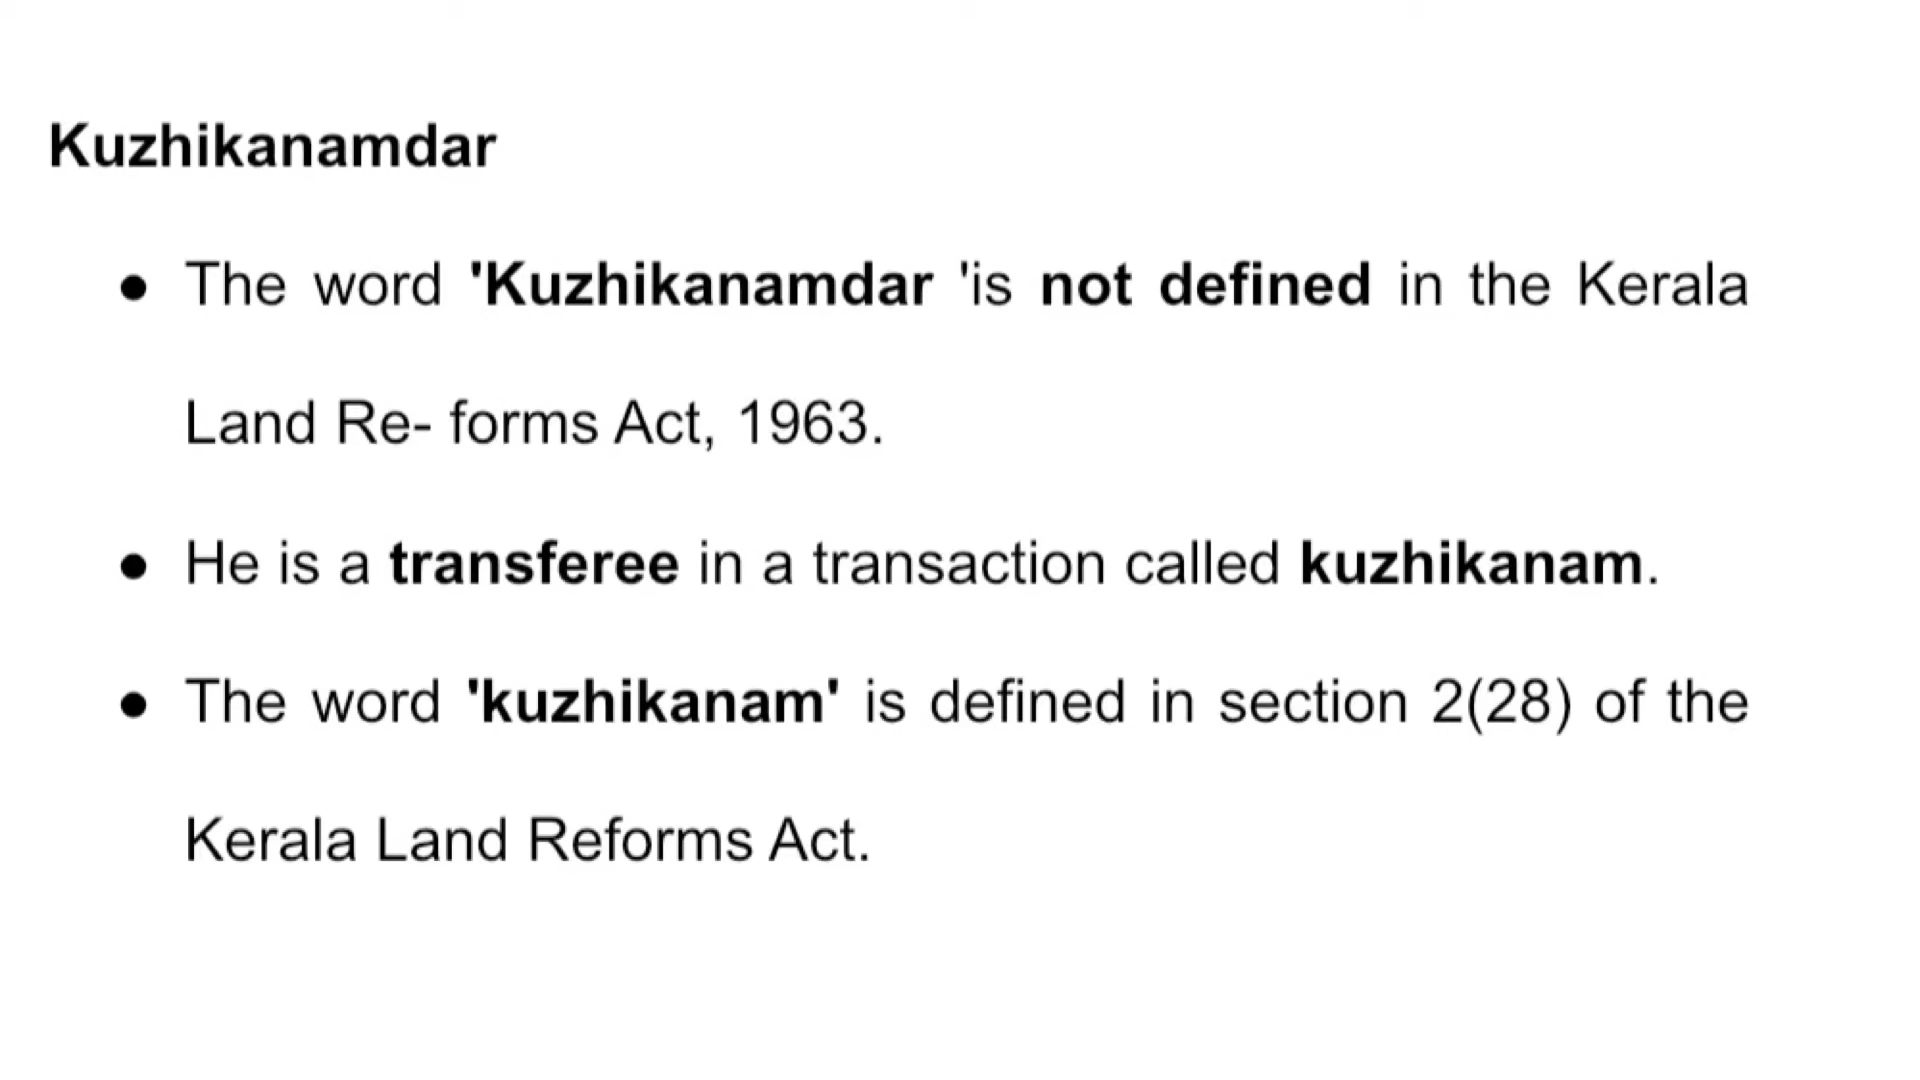 Kuzhikanamdar
● The word 'Kuzhikanamdar 'is not defined in the Kerala
Land Re- forms Act, 1963.
● He is a transferee in a transaction called kuzhikanam.
● The word 'kuzhikanam' is defined in section 2(28) of the
Kerala Land Reforms Act.